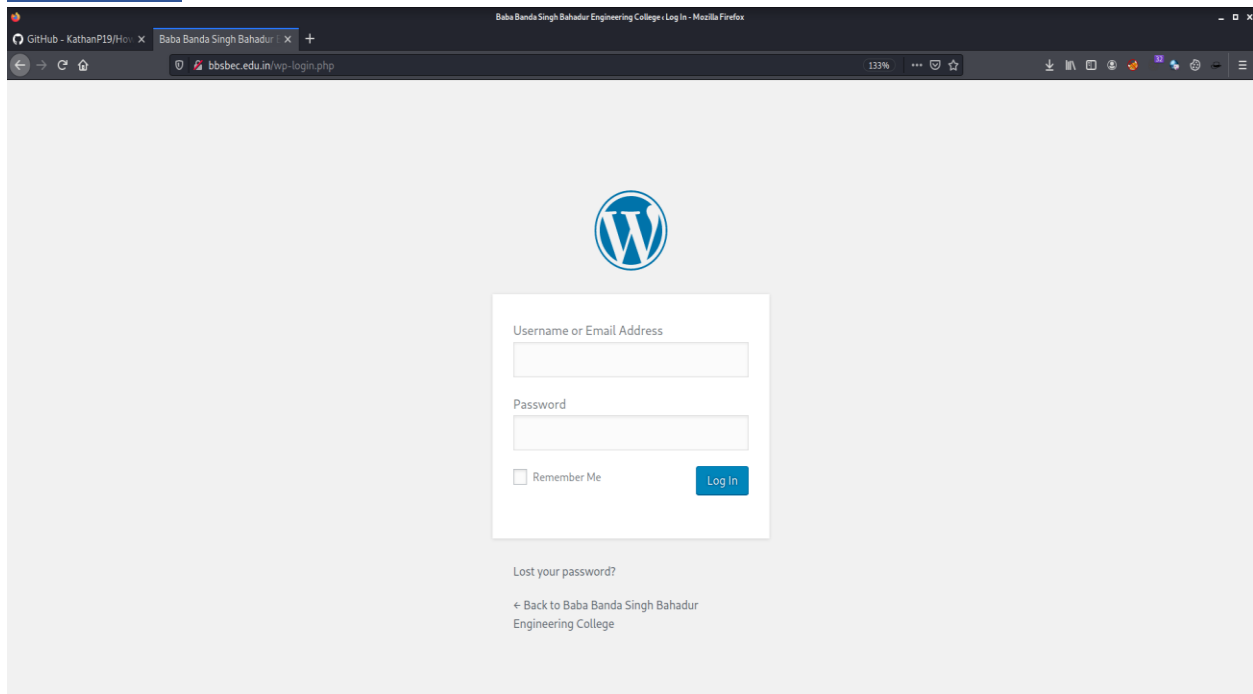 Baba Banda Singh Bahadur Engineering College ‹ Log In - Mozilla Firefox
GitHub - KathanP19/How
Baba Banda Singh Bahadur E
bbsbec.edu.in/wp-login.php
133%
32
Username or Email Address
Password
Remember Me
Log In
Lost your password?
← Back to Baba Banda Singh Bahadur
Engineering College